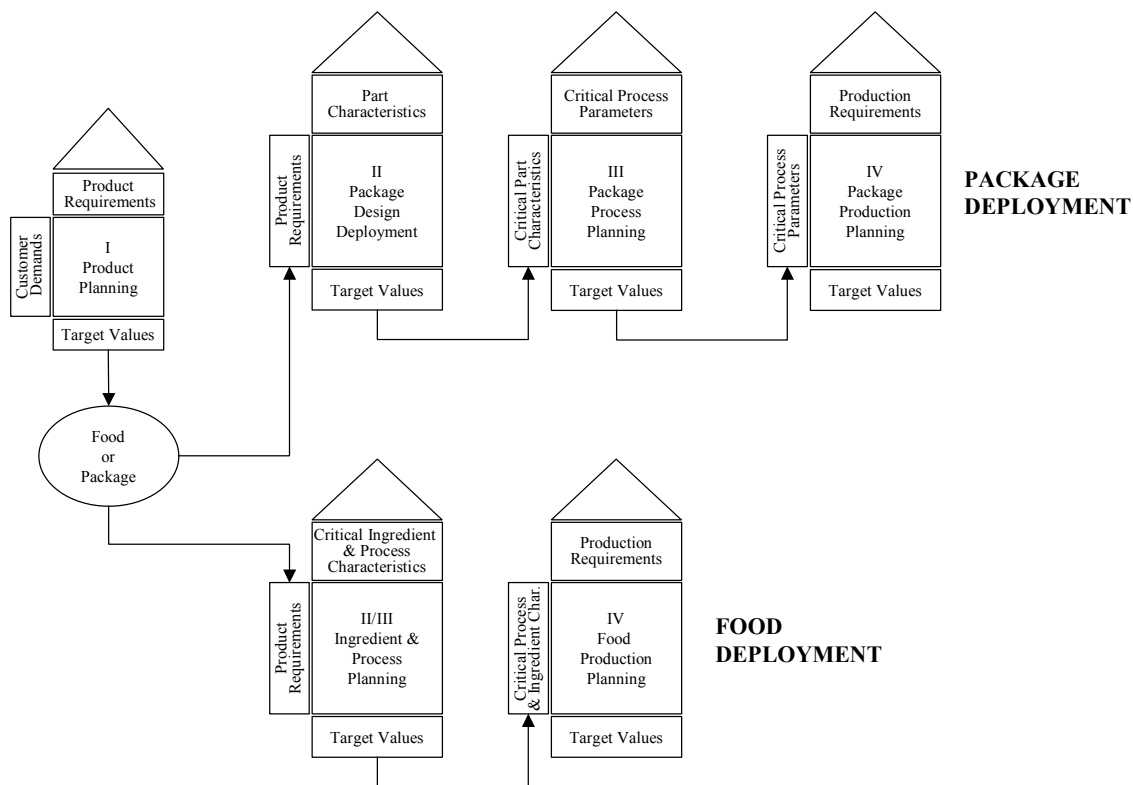 Product
Requirements
Customer
Demands
I
Product
Planning
Target Values
Food
or
Package
Part
Characteristics
Product
Requirements
II
Package
Design
Deployment
Target Values
Critical Process
Parameters
Critical Part
Characteristics
III
Package
Process
Planning
Target Values
Production
Requirements
Critical Process
Parameters
IV
Package
Production
Planning
Target Values
PACKAGE
DEPLOYMENT
Critical Ingredient
& Process
Characteristics
Product
Requirements
II/III
Ingredient &
Process
Planning
Target Values
Production
Requirements
Critical Process
& Ingredient Char.
IV
Food
Production
Planning
Target Values
FOOD
DEPLOYMENT